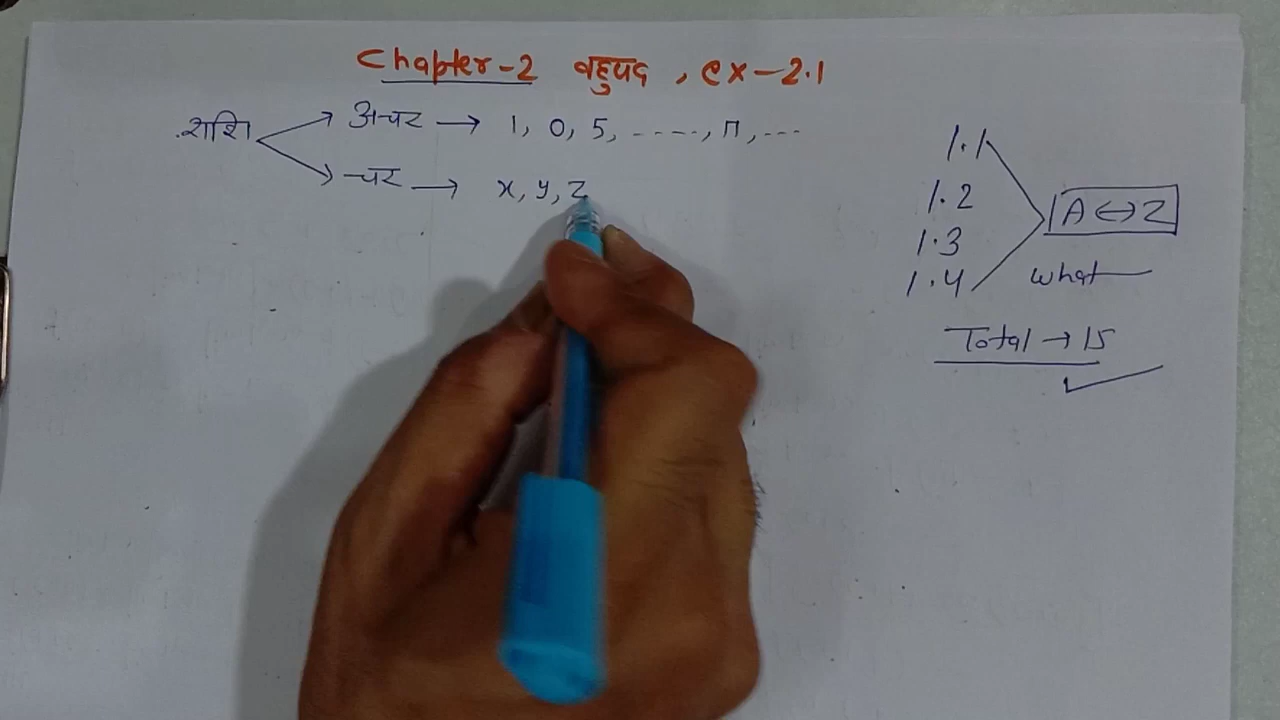 Chapter-2 बहुपद , ex-2.1
राशि
अचर → 1, 0, 5, ----, π, ---
चर → x, y, z
1.1
1.2
1.3
1.4
A ↔ Z
what
Total → 15